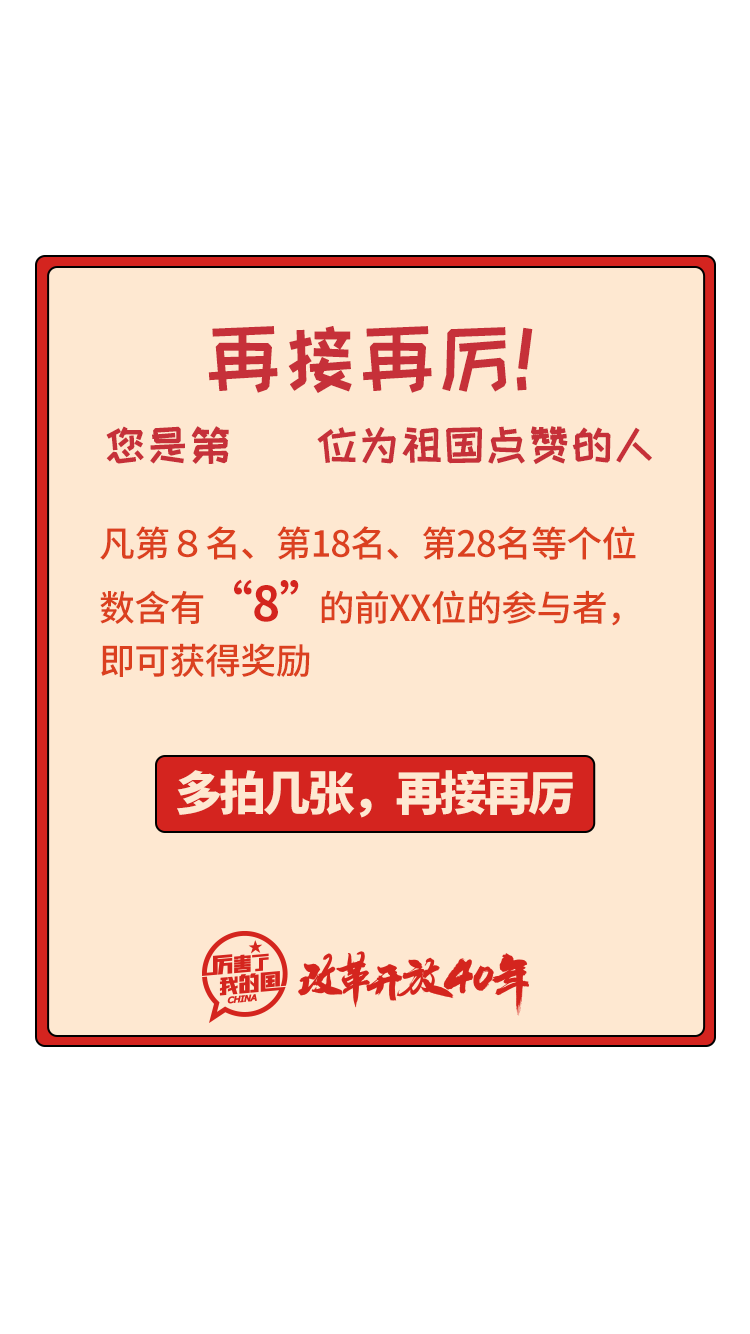 再接再厉!
您是第 位为祖国点赞的人
凡第８名、第18名、第28名等个位
数含有“8”的前XX位的参与者，
即可获得奖励
多拍几张，再接再厉
厉害了
我的国
CHINA
改革开放40年